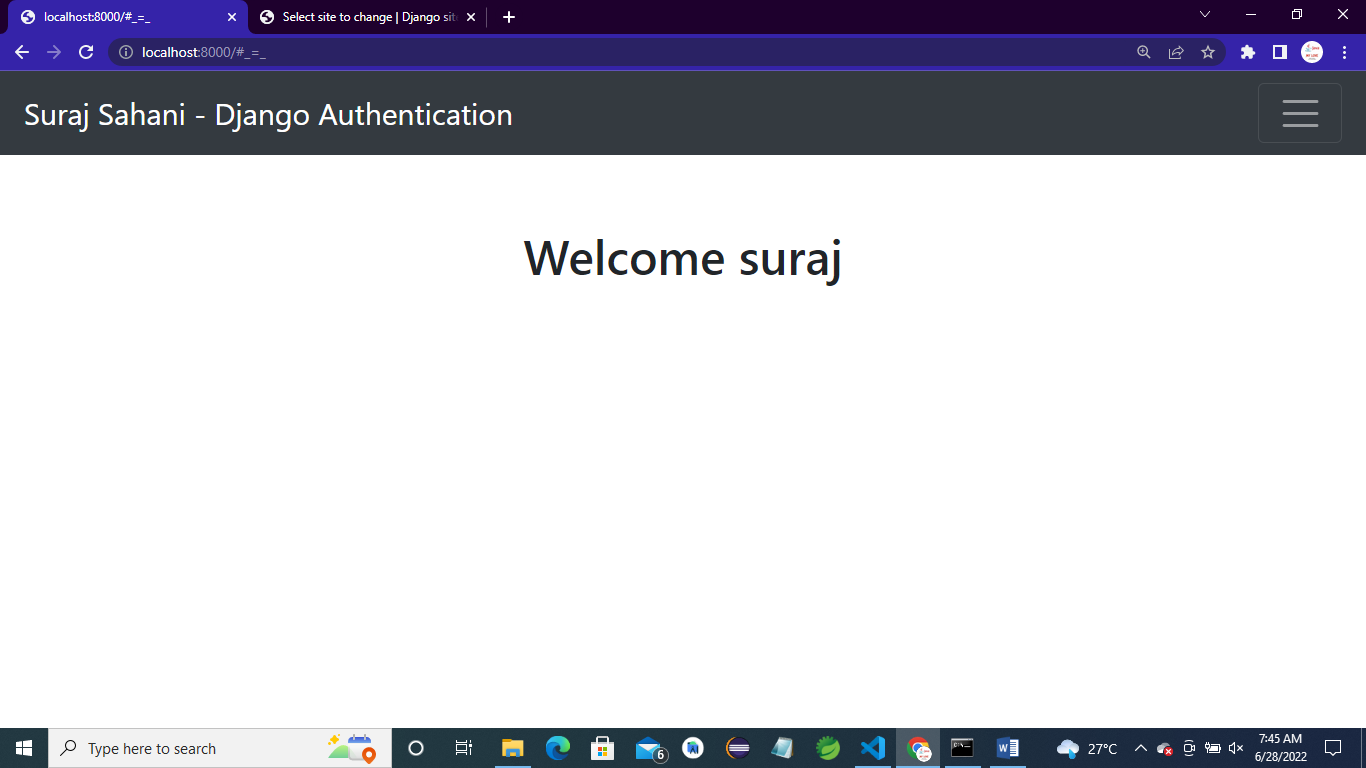 localhost:8000/#_=_
Select site to change | Django sit
localhost:8000/#_=_
Suraj Sahani - Django Authentication
Welcome suraj
Type here to search
6
27°C
7:45 AM
6/28/2022